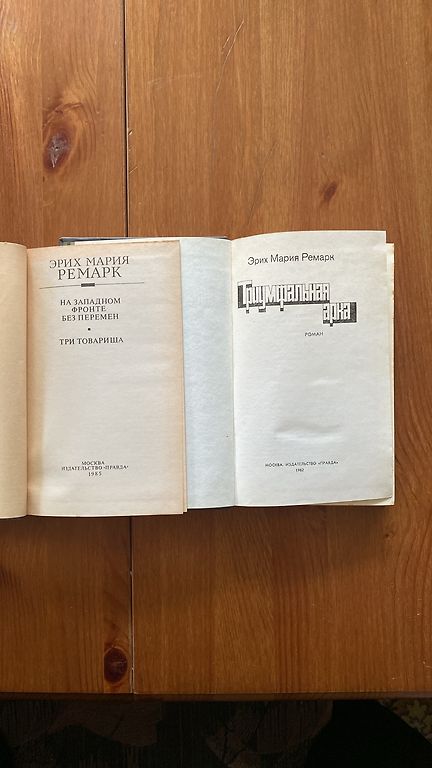 ЭРИХ МАРИЯ
РЕМАРК
НА ЗАПАДНОМ
ФРОНТЕ
БЕЗ ПЕРЕМЕН
•
ТРИ ТОВАРИЩА
МОСКВА
ИЗДАТЕЛЬСТВО «ПРАВДА»
1985
Эрих Мария Ремарк
Триумфальная
арка
РОМАН
МОСКВА. ИЗДАТЕЛЬСТВО «ПРАВДА»
1982